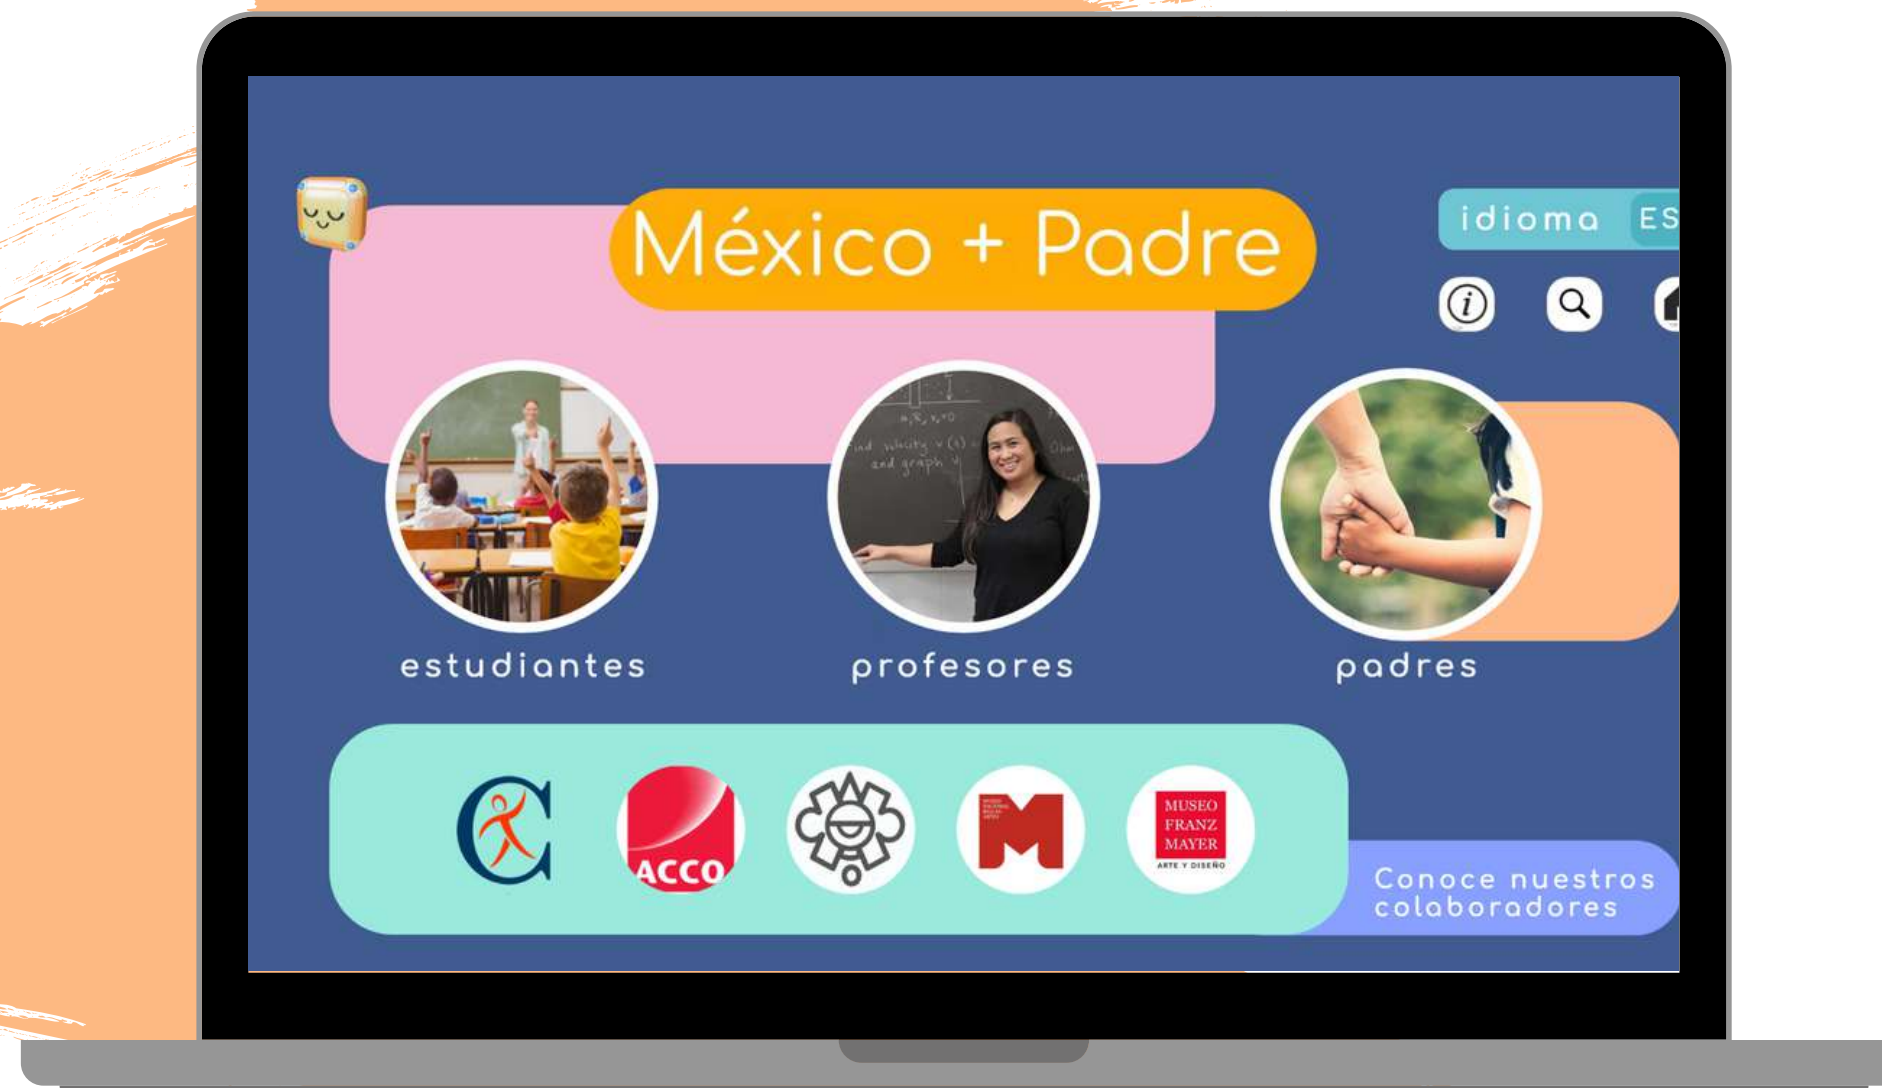 México + Padre
idioma ES
estudiantes
profesores
padres
ACCO
MUSEO
FRANZ
MAYER
ARTE Y DISEÑO
Conoce nuestros
colaboradores